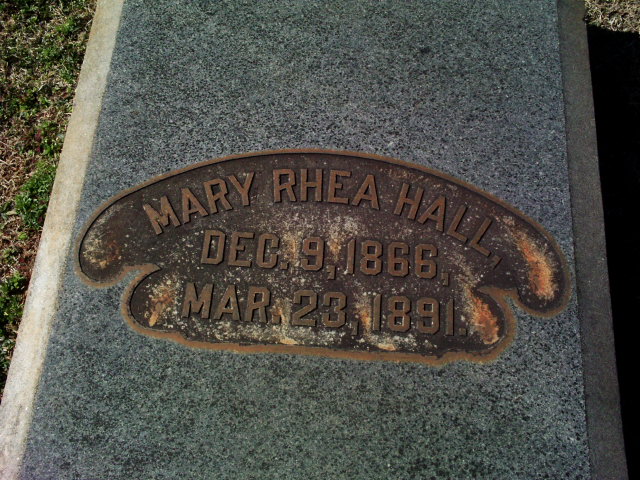 MARY RHEA HALL,
DEC. 9, 1866,
MAR. 23, 1891.